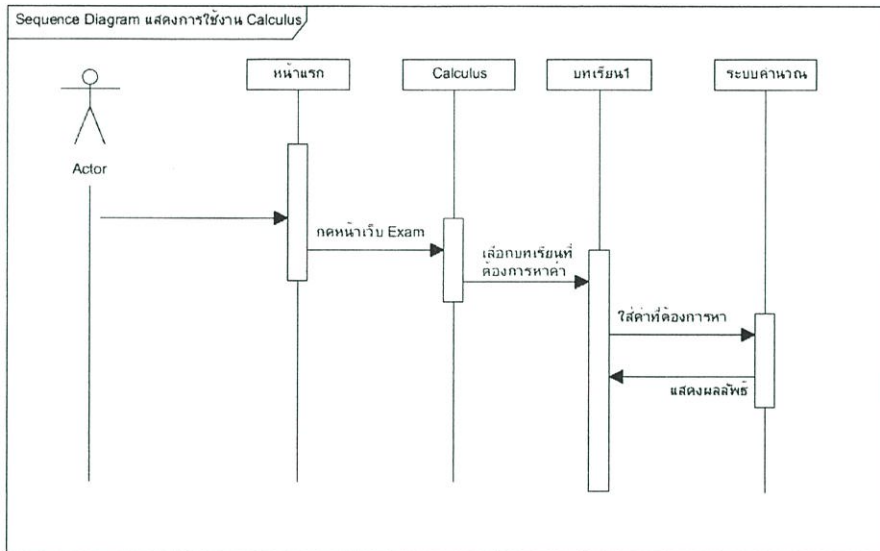 Sequence Diagram แสดงการใช้งาน Calculus
หน้าแรก
Calculus
บทเรียน1
ระบบคำนวณ
Actor
กดหน้าเว็บ Exam
เลือกบทเรียนที่
ต้องการหาค่า
ใส่ค่าที่ต้องการหา
แสดงผลลัพธ์